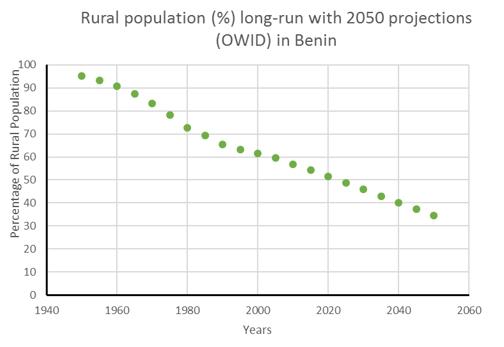 Rural population (%) long-run with 2050 projections
(OWID) in Benin
Percentage of Rural Population
100
90
80
70
60
50
40
30
20
10
0
1940 1960 1980 2000 2020 2040 2060
Years